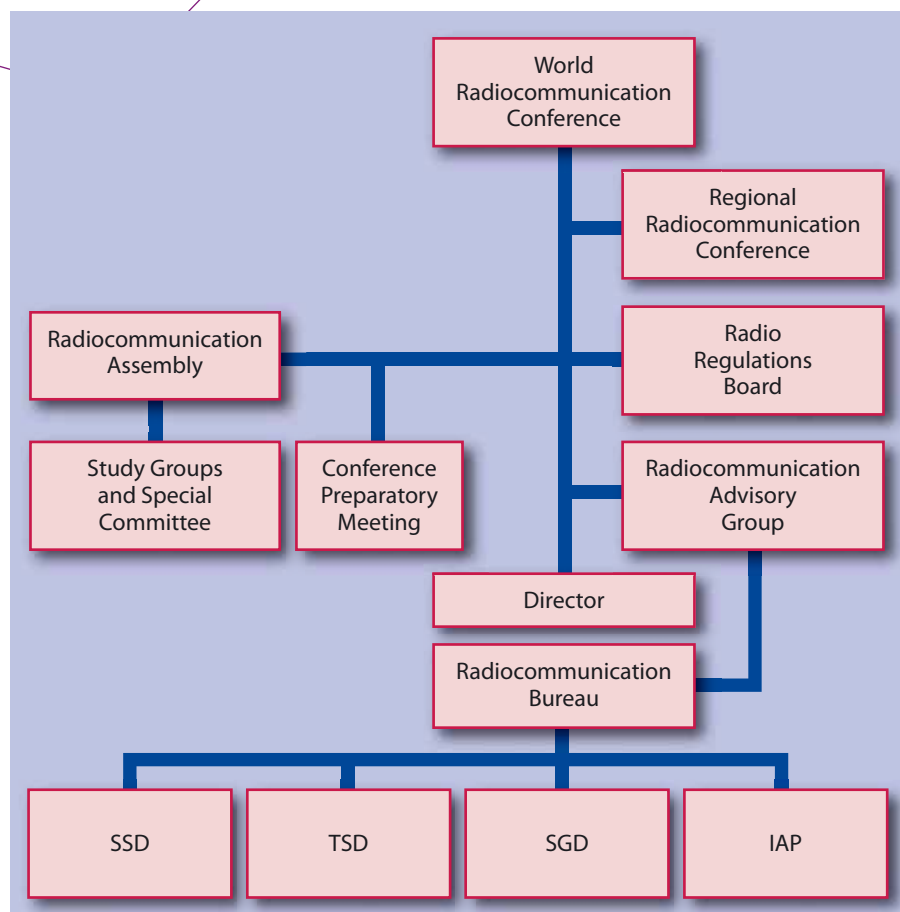 World
Radiocommunication
Conference
Regional
Radiocommunication
Conference
Radiocommunication
Assembly
Radio
Regulations
Board
Study Groups
and Special
Committee
Conference
Preparatory
Meeting
Radiocommunication
Advisory
Group
Director
Radiocommunication
Bureau
SSD
TSD
SGD
IAP